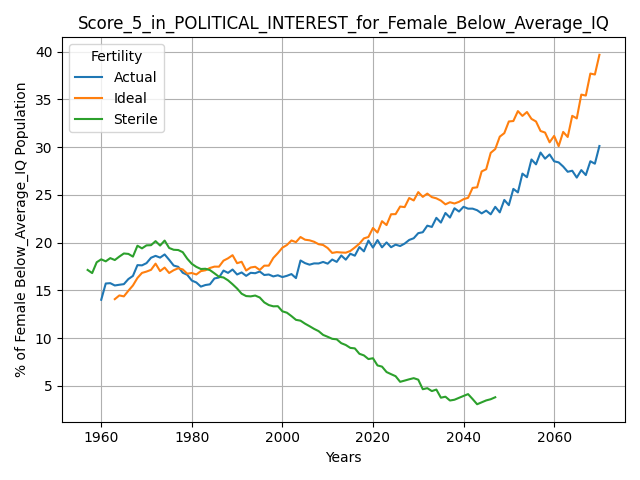 Score_5_in_POLITICAL_INTEREST_for_Female_Below_Average_IQ
Fertility
Actual
Ideal
Sterile
% of Female Below_Average_IQ Population
40
35
30
25
20
15
10
5
1960 1980 2000 2020 2040 2060
Years